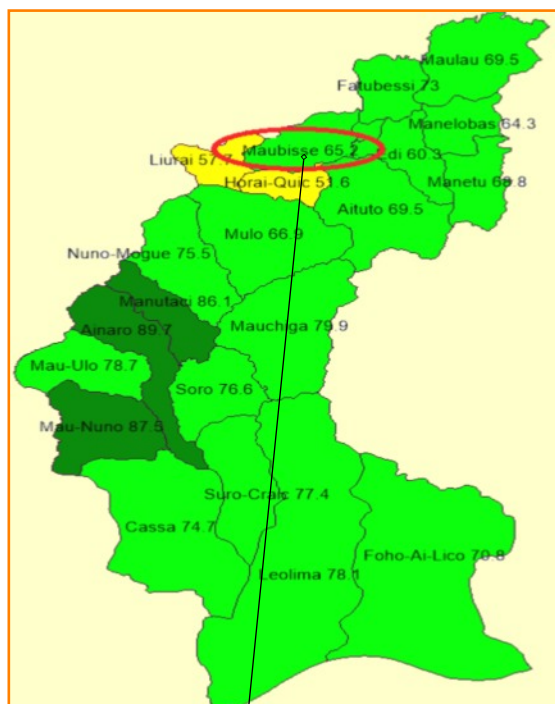 Maulau 69.5
Fatubessi 73
Manelobas 64.3
Maubisse 65.2
Edi 60.3
Liurai 57.7
Horai-Quic 51.6
Manetu 68.8
Aituto 69.5
Mulo 66.9
Nuno-Mogue 75.5
Manutaci 86.1
Ainaro 89.7
Mauchiga 79.9
Mau-Ulo 78.7
Soro 76.6
Mau-Nuno 87.5
Suro-Craic 77.4
Cassa 74.7
Foho-Ai-Lico 70.8
Leolima 78.1